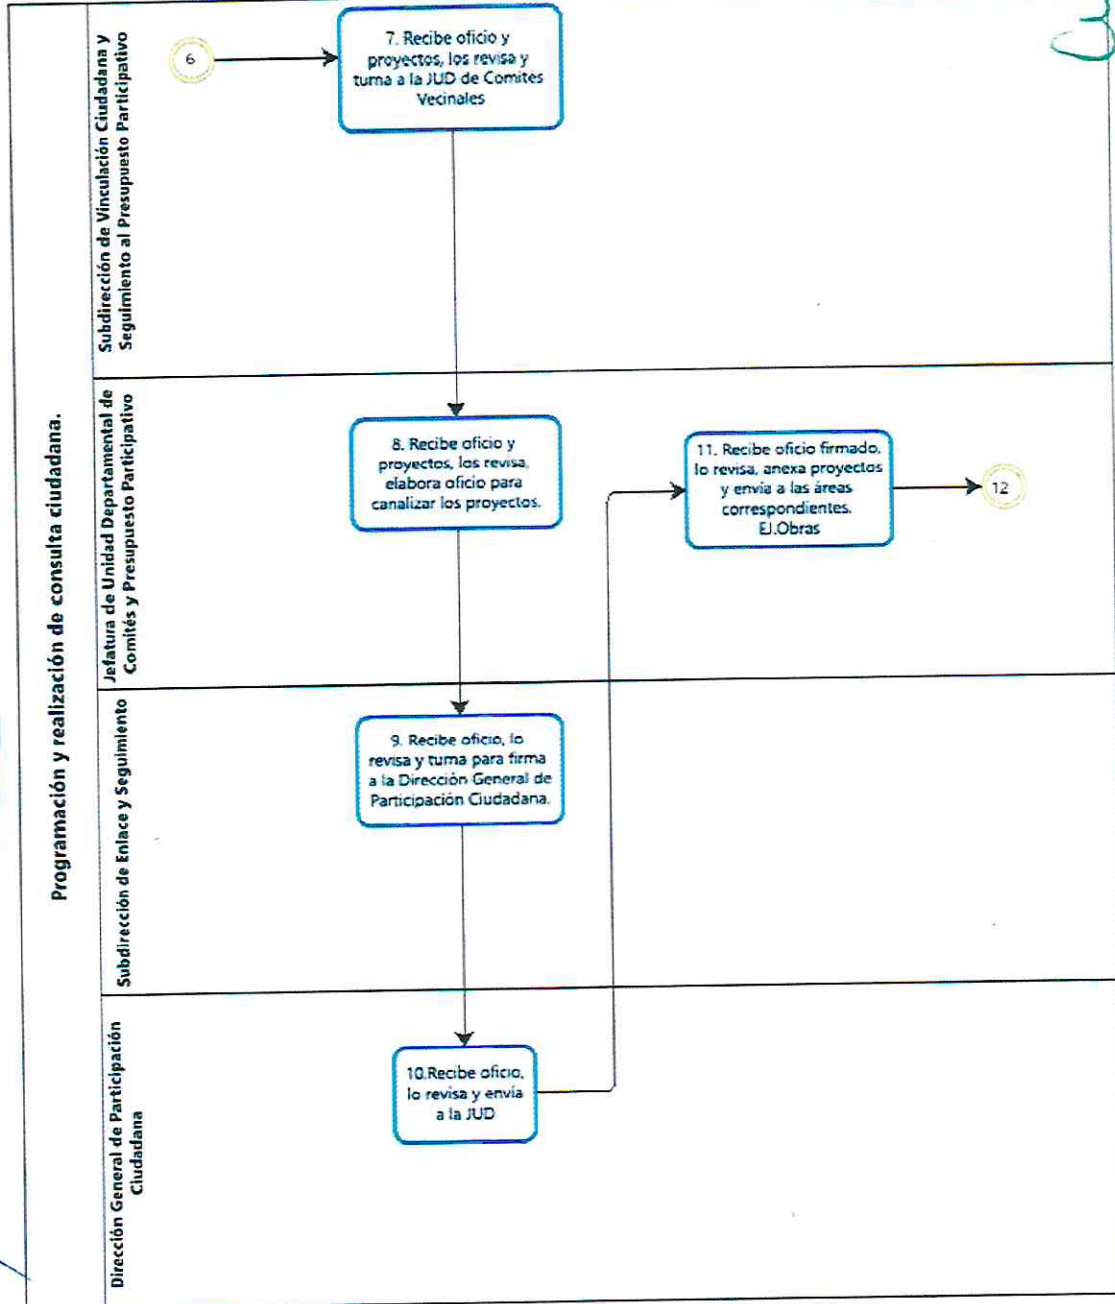 Programación y realización de consulta ciudadana.
Subdirección de Vinculación Ciudadana y
Seguimiento al Presupuesto Participativo
6
7. Recibe oficio y
proyectos, los revisa y
turna a la JUD de Comites
Vecinales
Jefatura de Unidad Departamental de
Comités y Presupuesto Participativo
8. Recibe oficio y
proyectos, los revisa,
elabora oficio para
canalizar los proyectos.
11. Recibe oficio firmado,
lo revisa, anexa proyectos
y envía a las áreas
correspondientes.
EJ.Obras
12
Subdirección de Enlace y Seguimiento
9. Recibe oficio, lo
revisa y turna para firma
a la Dirección General de
Participación Ciudadana.
Dirección General de Participación
Ciudadana
10.Recibe oficio,
lo revisa y envía
a la JUD